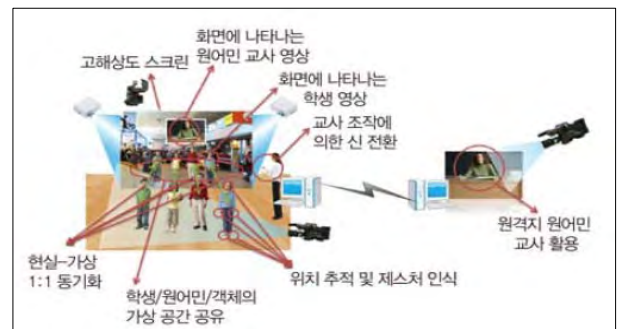 화면에 나타나는
원어민 교사 영상
고해상도 스크린
화면에 나타나는
학생 영상
교사 조작에
의한 신 전환
원격지 원어민
교사 활용
현실-가상
1:1 동기화
위치 추적 및 제스처 인식
학생/원어민/객체의
가상 공간 공유